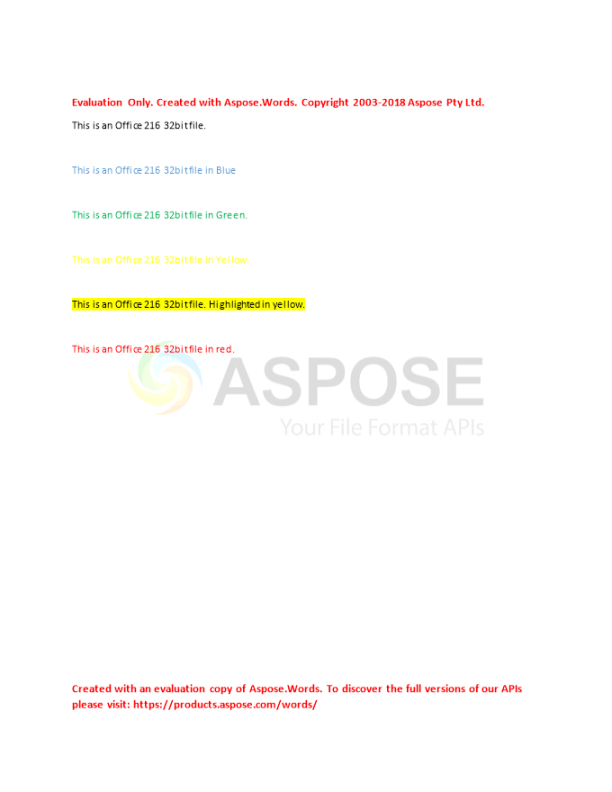 Evaluation Only. Created with Aspose.Words. Copyright 2003-2018 Aspose Pty Ltd.
This is an Office 216 32bit file.
This is an Office 216 32bit file in Blue
This is an Office 216 32bit file in Green.
This is an Office 216 32bit file in Yellow.
This is an Office 216 32bit file. Highlighted in yellow.
This is an Office 216 32bit file in red.
ASPOSE
Your File Format APIs
Created with an evaluation copy of Aspose.Words. To discover the full versions of our APIs
please visit: https://products.aspose.com/words/